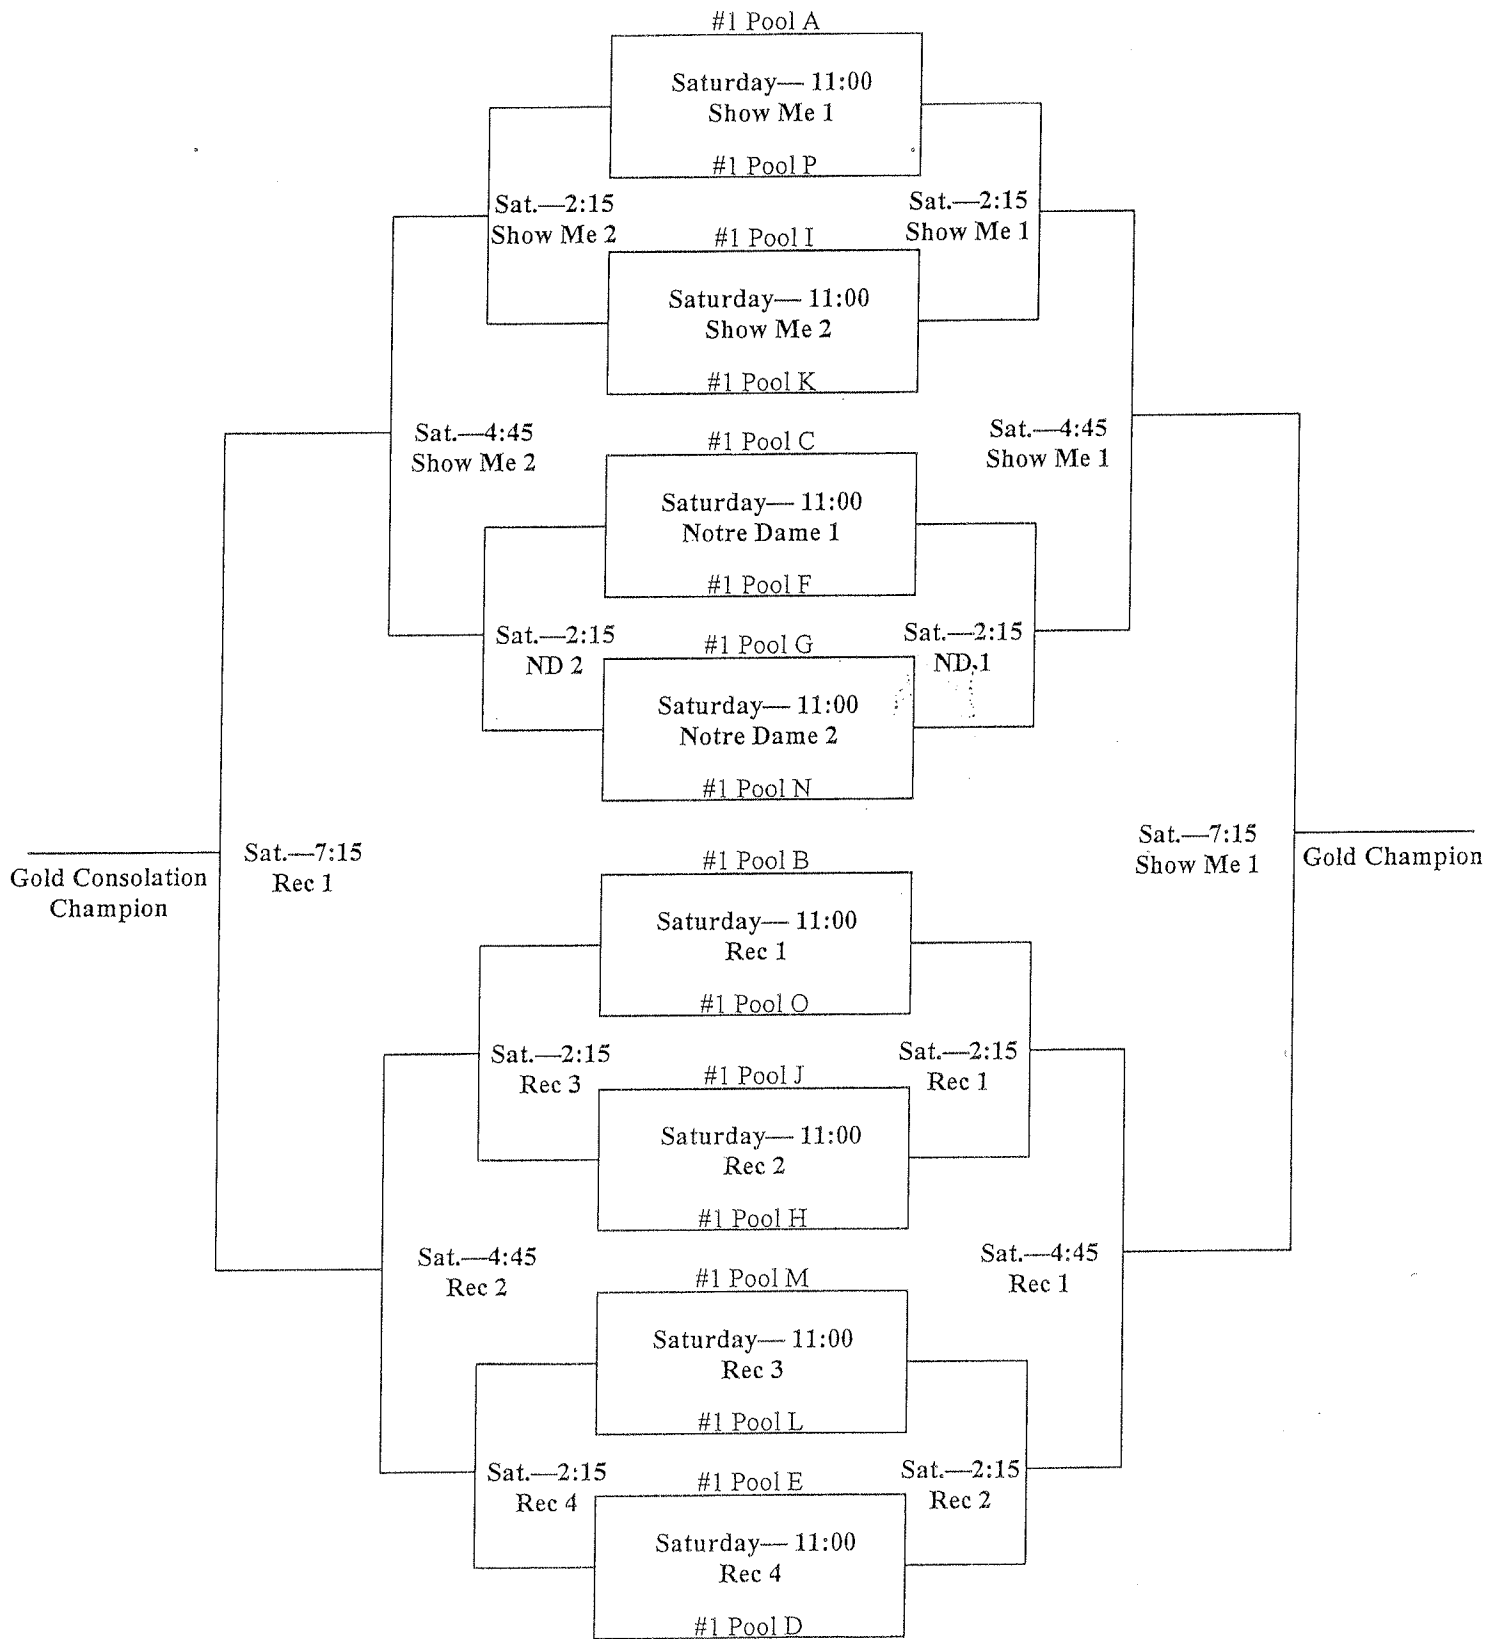 #1 Pool A
Saturday— 11:00
Show Me 1
#1 Pool P
Sat.—2:15
Show Me 2
Sat.—2:15
Show Me 1
#1 Pool I
Saturday— 11:00
Show Me 2
#1 Pool K
Sat.—4:45
Show Me 2
Sat.—4:45
Show Me 1
#1 Pool C
Saturday— 11:00
Notre Dame 1
#1 Pool F
Sat.—2:15
ND 2
Sat.—2:15
ND 1
#1 Pool G
Saturday— 11:00
Notre Dame 2
#1 Pool N
Gold Consolation
Champion
Sat.—7:15
Rec 1
Sat.—7:15
Show Me 1
Gold Champion
#1 Pool B
Saturday— 11:00
Rec 1
#1 Pool O
Sat.—2:15
Rec 3
Sat.—2:15
Rec 1
#1 Pool J
Saturday— 11:00
Rec 2
#1 Pool H
Sat.—4:45
Rec 2
Sat.—4:45
Rec 1
#1 Pool M
Saturday— 11:00
Rec 3
#1 Pool L
Sat.—2:15
Rec 4
Sat.—2:15
Rec 2
#1 Pool E
Saturday— 11:00
Rec 4
#1 Pool D